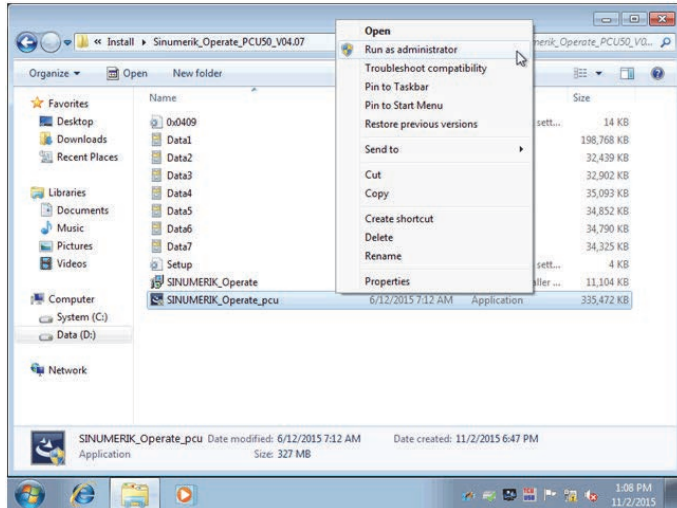 « Install ▸ Sinumerik_Operate_PCU50_V04.07
Operate_PCU50_V0...
Organize ▾ Open New folder
Favorites
Desktop
Downloads
Recent Places
Libraries
Documents
Music
Pictures
Videos
Computer
System (C:)
Data (D:)
Network
Name Size
0x0409 sett... 14 KB
Data1 198,768 KB
Data2 32,439 KB
Data3 32,902 KB
Data4 35,093 KB
Data5 34,852 KB
Data6 34,790 KB
Data7 34,325 KB
Setup sett... 4 KB
SINUMERIK_Operate 11,104 KB
SINUMERIK_Operate_pcu 6/12/2015 7:12 AM Application 335,472 KB
Open
Run as administrator
Troubleshoot compatibility
Pin to Taskbar
Pin to Start Menu
Restore previous versions
Send to
Cut
Copy
Create shortcut
Delete
Rename
Properties
SINUMERIK_Operate_pcu Date modified: 6/12/2015 7:12 AM Date created: 11/2/2015 6:47 PM
Application Size: 327 MB
1:08 PM
11/2/2015